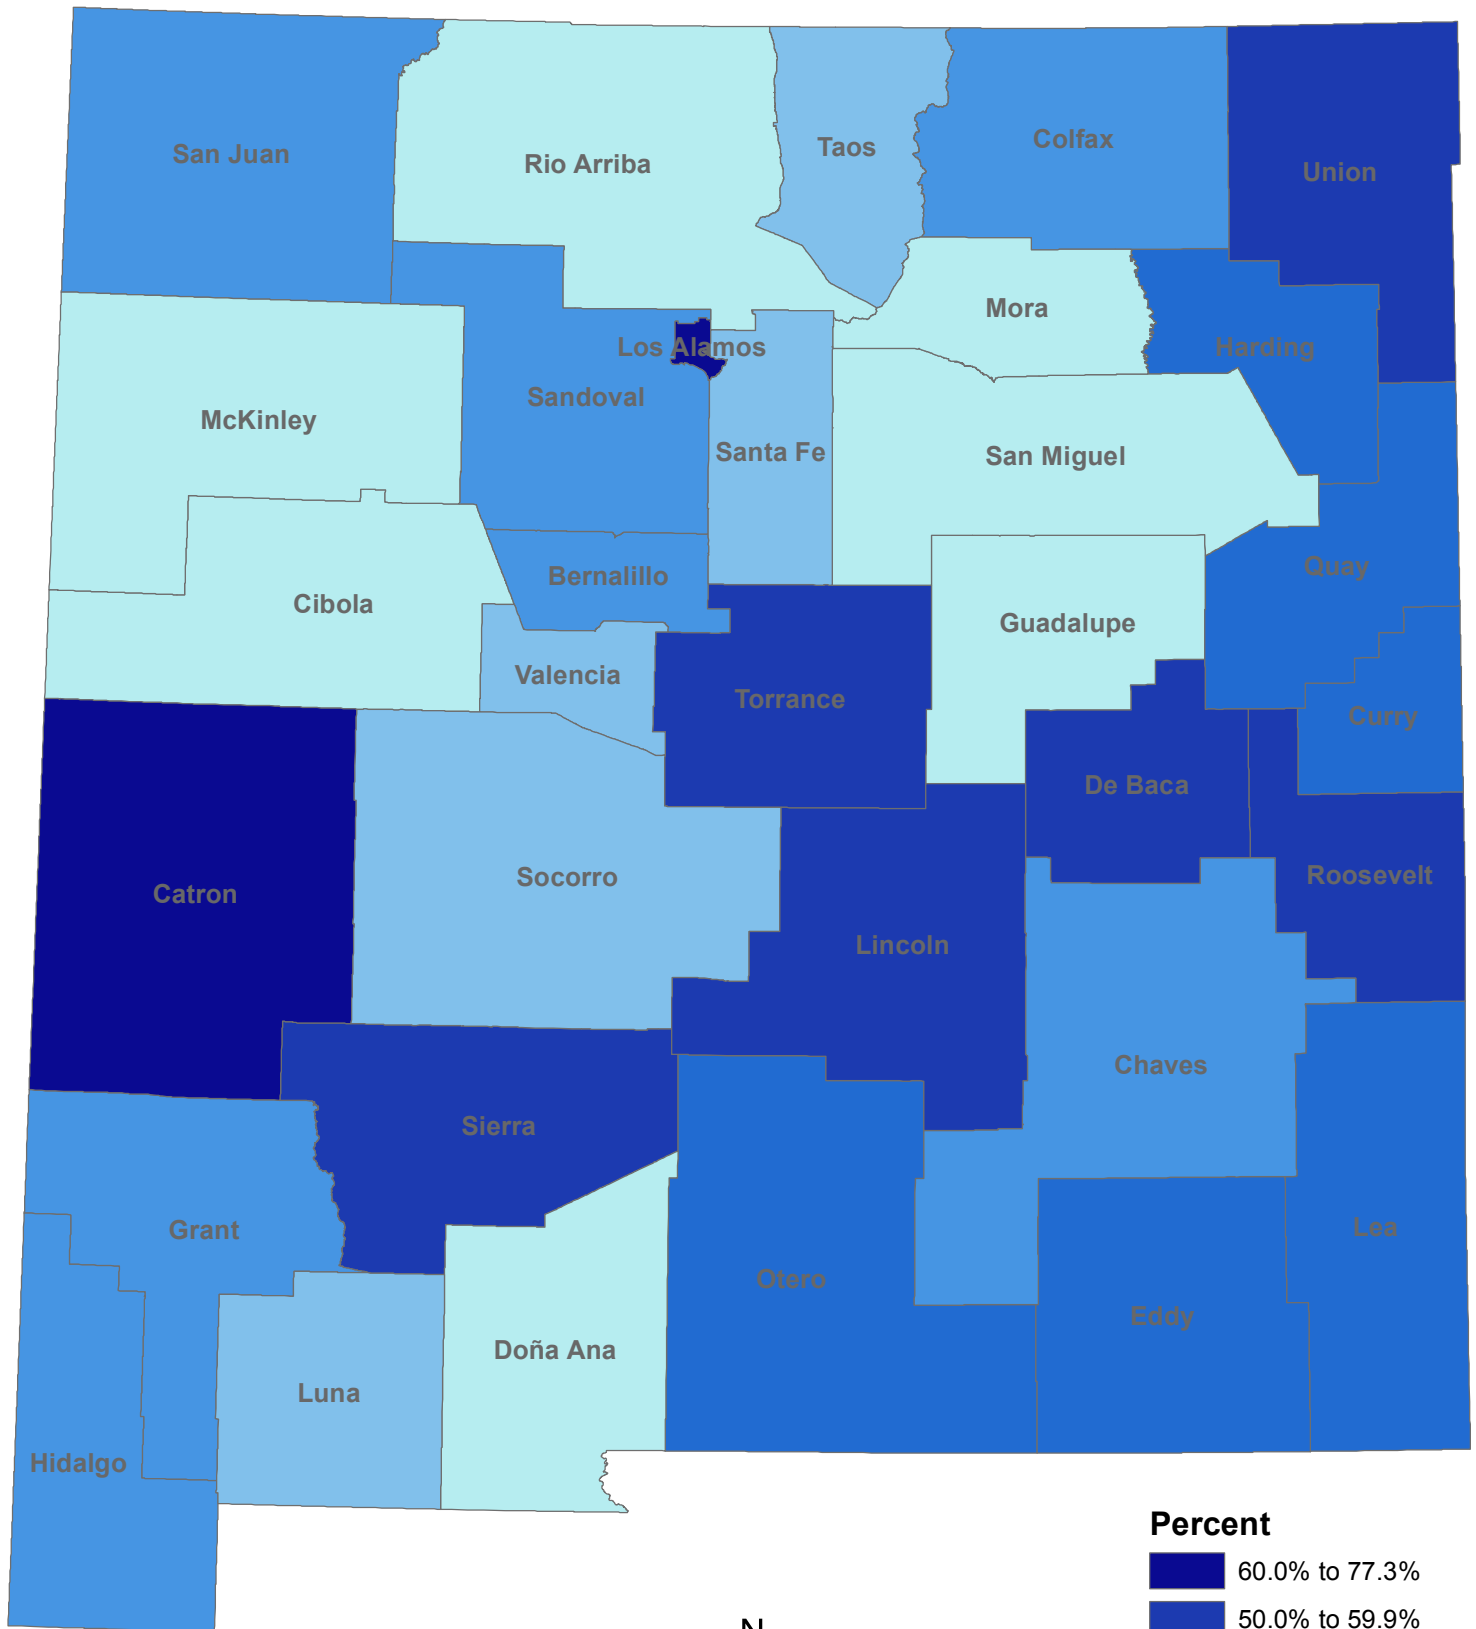 San Juan
Rio Arriba
Taos
Colfax
Union
Mora
Harding
Los Alamos
Sandoval
McKinley
Santa Fe
San Miguel
Quay
Bernalillo
Cibola
Guadalupe
Valencia
Torrance
Curry
De Baca
Socorro
Roosevelt
Catron
Lincoln
Chaves
Sierra
Grant
Lea
Otero
Eddy
Doña Ana
Luna
Hidalgo
Percent
60.0% to 77.3%
50.0% to 59.9%
N